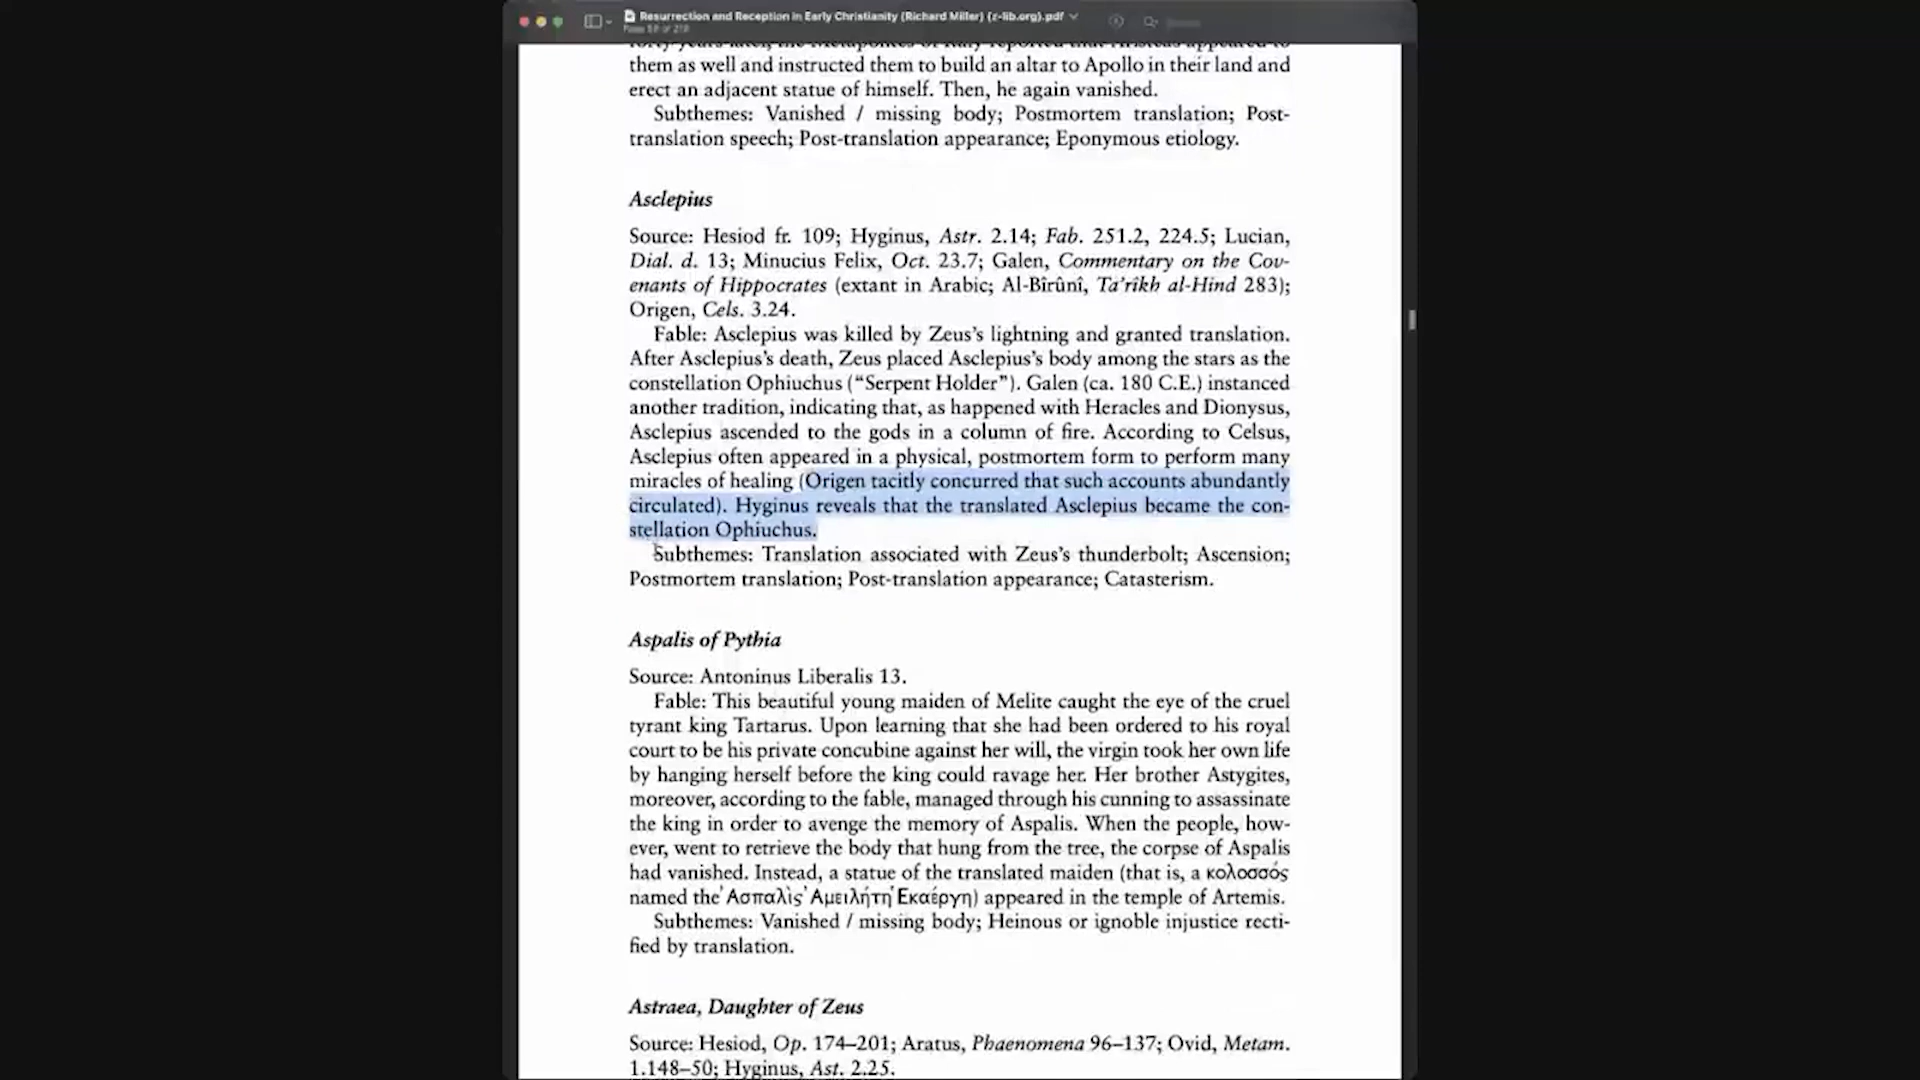 Resurrection and Reception in Early Christianity (Richard Miller) (z-lib.org).pdf
forty years later, the Metapontes of Italy reported that Aristeas appeared to
them as well and instructed them to build an altar to Apollo in their land and
erect an adjacent statue of himself. Then, he again vanished.
Subthemes: Vanished / missing body; Postmortem translation; Post-
translation speech; Post-translation appearance; Eponymous etiology.
Asclepius
Source: Hesiod fr. 109; Hyginus, Astr. 2.14; Fab. 251.2, 224.5; Lucian,
Dial. d. 13; Minucius Felix, Oct. 23.7; Galen, Commentary on the Cov-
enants of Hippocrates (extant in Arabic; Al-Bîrûnî, Ta'rîkh al-Hind 283);
Origen, Cels. 3.24.
Fable: Asclepius was killed by Zeus's lightning and granted translation.
After Asclepius's death, Zeus placed Asclepius's body among the stars as the
constellation Ophiuchus ("Serpent Holder"). Galen (ca. 180 C.E.) instanced
another tradition, indicating that, as happened with Heracles and Dionysus,
Asclepius ascended to the gods in a column of fire. According to Celsus,
Asclepius often appeared in a physical, postmortem form to perform many
miracles of healing (Origen tacitly concurred that such accounts abundantly
circulated). Hyginus reveals that the translated Asclepius became the con-
stellation Ophiuchus.
Subthemes: Translation associated with Zeus's thunderbolt; Ascension;
Postmortem translation; Post-translation appearance; Catasterism.
Aspalis of Pythia
Source: Antoninus Liberalis 13.
Fable: This beautiful young maiden of Melite caught the eye of the cruel
tyrant king Tartarus. Upon learning that she had been ordered to his royal
court to be his private concubine against her will, the virgin took her own life
by hanging herself before the king could ravage her. Her brother Astygites,
moreover, according to the fable, managed through his cunning to assassinate
the king in order to avenge the memory of Aspalis. When the people, how-
ever, went to retrieve the body that hung from the tree, the corpse of Aspalis
had vanished. Instead, a statue of the translated maiden (that is, a κολοσσός
named the Ἀσπαλὶς Ἀμειλήτη Ἑκαέργη) appeared in the temple of Artemis.
Subthemes: Vanished / missing body; Heinous or ignoble injustice recti-
fied by translation.
Astraea, Daughter of Zeus
Source: Hesiod, Op. 174–201; Aratus, Phaenomena 96–137; Ovid, Metam.
1.148–50; Hyginus, Ast. 2.25.